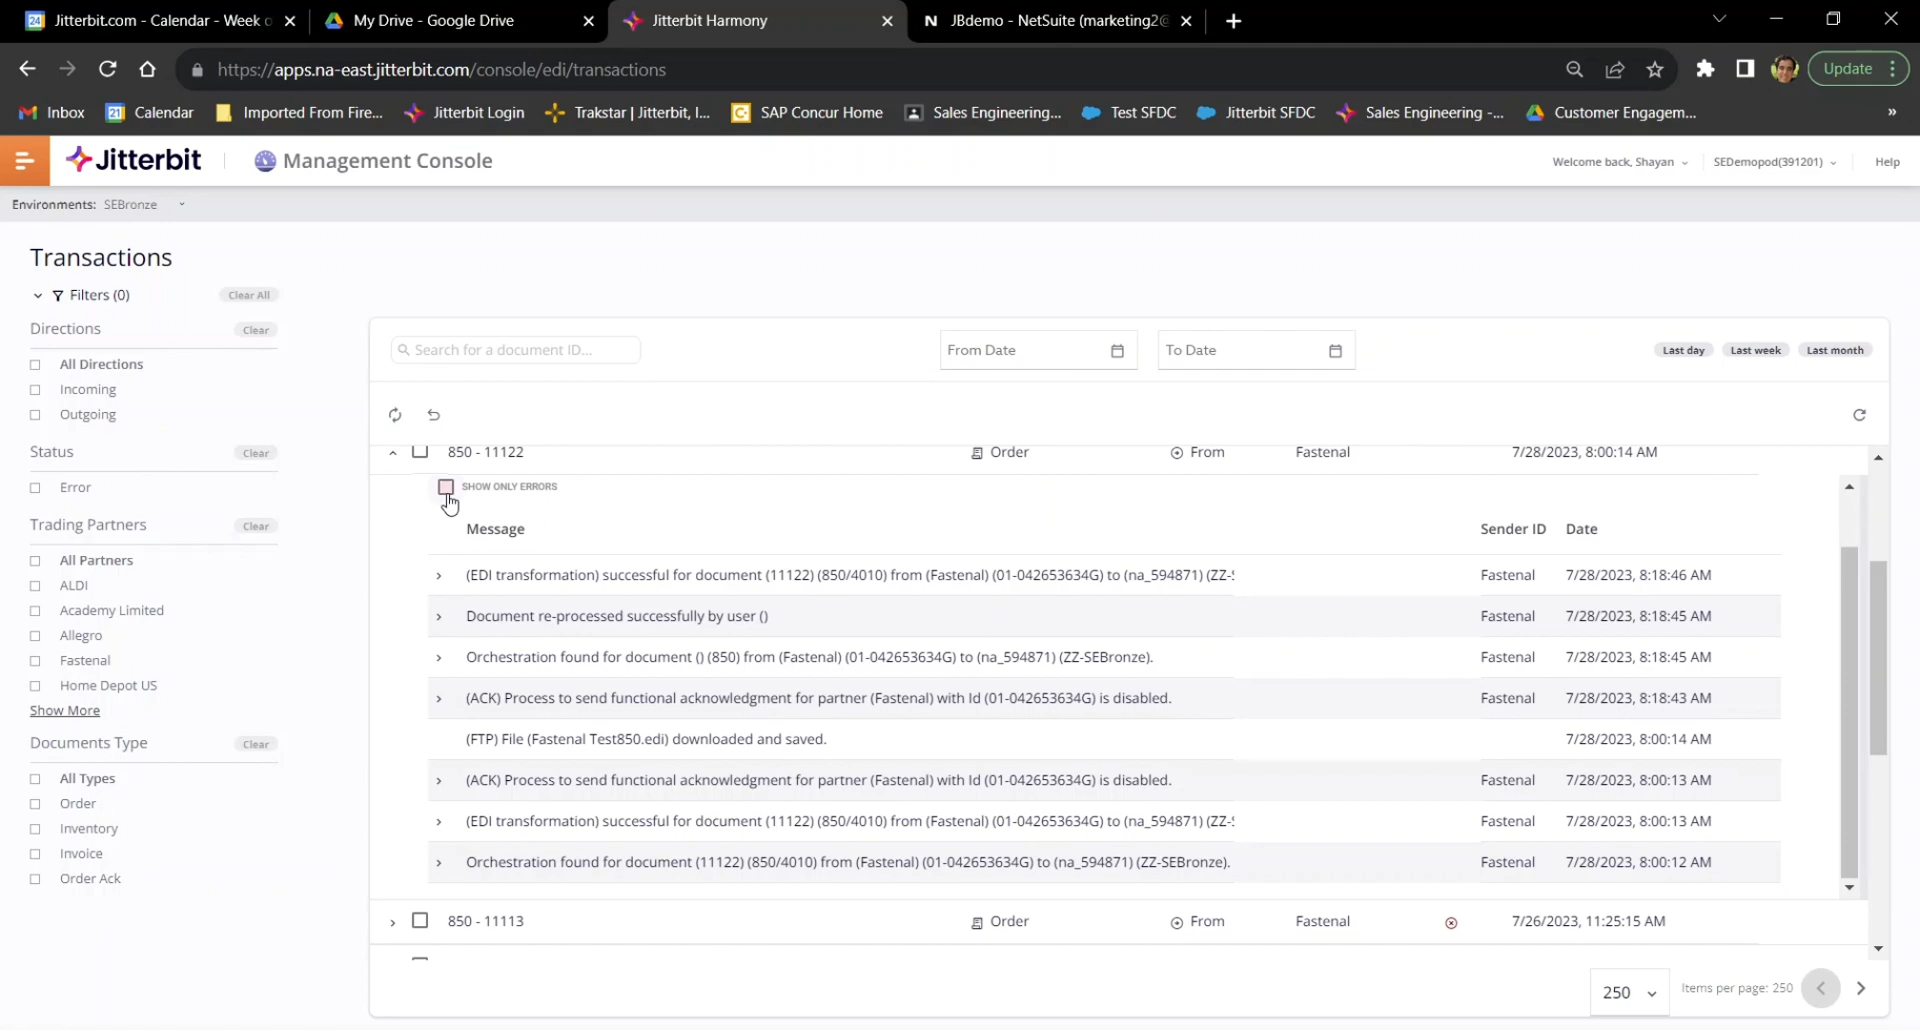 Jitterbit.com - Calendar - Week o
My Drive - Google Drive
Jitterbit Harmony
JBdemo - NetSuite (marketing2@
https://apps.na-east.jitterbit.com/console/edi/transactions
Update
Inbox
Calendar
Imported From Fire...
Jitterbit Login
Trakstar | Jitterbit, I...
SAP Concur Home
Sales Engineering...
Test SFDC
Jitterbit SFDC
Sales Engineering -...
Customer Engagem...
»
Jitterbit
Management Console
Welcome back, Shayan
SEDemopod(391201)
Help
Environments: SEBronze
Transactions
Filters (0)
Clear All
Directions
Clear
All Directions
Incoming
Outgoing
Status
Clear
Error
Trading Partners
Clear
All Partners
ALDI
Academy Limited
Allegro
Fastenal
Home Depot US
Show More
Documents Type
Clear
All Types
Order
Inventory
Invoice
Order Ack
Search for a document ID...
From Date
To Date
Last day
Last week
Last month
850 - 11122 Order From Fastenal 7/28/2023, 8:00:14 AM
SHOW ONLY ERRORS
Message Sender ID Date
(EDI transformation) successful for document (11122) (850/4010) from (Fastenal) (01-042653634G) to (na_594871) (ZZ-S Fastenal 7/28/2023, 8:18:46 AM
Document re-processed successfully by user () Fastenal 7/28/2023, 8:18:45 AM
Orchestration found for document () (850) from (Fastenal) (01-042653634G) to (na_594871) (ZZ-SEBronze). Fastenal 7/28/2023, 8:18:45 AM
(ACK) Process to send functional acknowledgment for partner (Fastenal) with Id (01-042653634G) is disabled. Fastenal 7/28/2023, 8:18:43 AM
(FTP) File (Fastenal Test850.edi) downloaded and saved. 7/28/2023, 8:00:14 AM
(ACK) Process to send functional acknowledgment for partner (Fastenal) with Id (01-042653634G) is disabled. Fastenal 7/28/2023, 8:00:13 AM
(EDI transformation) successful for document (11122) (850/4010) from (Fastenal) (01-042653634G) to (na_594871) (ZZ-S Fastenal 7/28/2023, 8:00:13 AM
Orchestration found for document (11122) (850/4010) from (Fastenal) (01-042653634G) to (na_594871) (ZZ-SEBronze). Fastenal 7/28/2023, 8:00:12 AM
850 - 11113 Order From Fastenal 7/26/2023, 11:25:15 AM
250
Items per page: 250